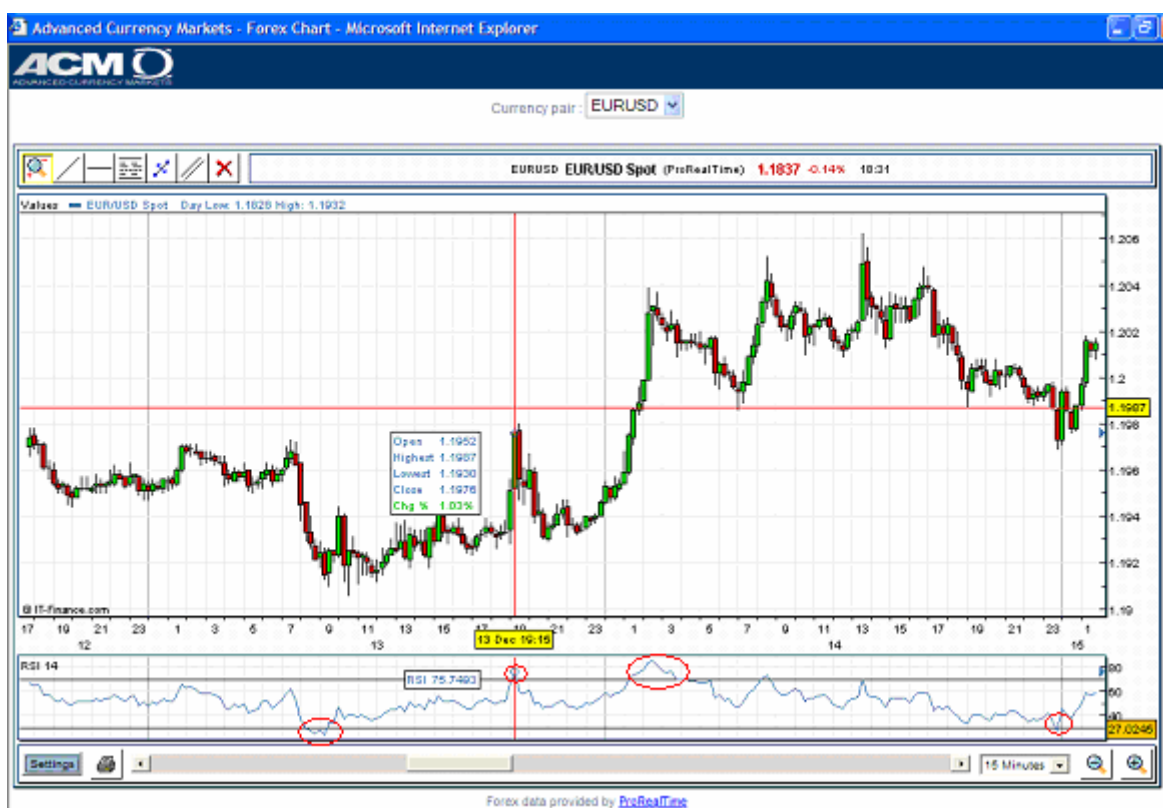 Advanced Currency Markets - Forex Chart - Microsoft Internet Explorer
ACM
ADVANCED CURRENCY MARKETS
Currency pair : EURUSD
EURUSD EUR/USD Spot (ProRealTime) 1.1837 -0.14% 10:31
Values EUR/USD Spot Day Low: 1.1828 High: 1.1932
1.206
1.204
1.202
1.2
1.1987
1.198
1.196
1.194
1.192
1.19
Open 1.1952
Highest 1.1987
Lowest 1.1930
Close 1.1976
Chg % 1.03%
© IT-Finance.com
17 19 21 23 1 3 5 7 9 11 13 15 17 19 21 23 1 3 5 7 9 11 13 15 17 19 21 23 1
12 13 14 15
13 Dec 19:15
RSI 14
RSI 75.7493
80
60
40
27.0246
Settings
15 Minutes
Forex data provided by ProRealTime